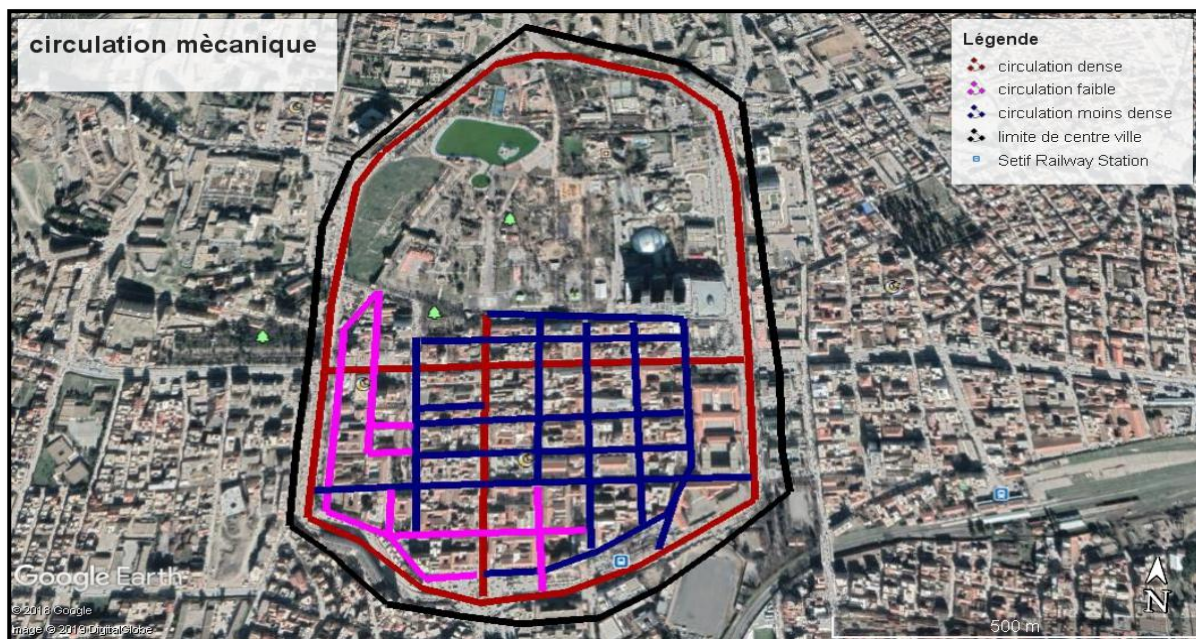 circulation mècanique
Légende
circulation dense
circulation faible
circulation moins dense
limite de centre ville
Setif Railway Station
Google Earth
© 2018 Google
Image © 2019 DigitalGlobe
N
500 m